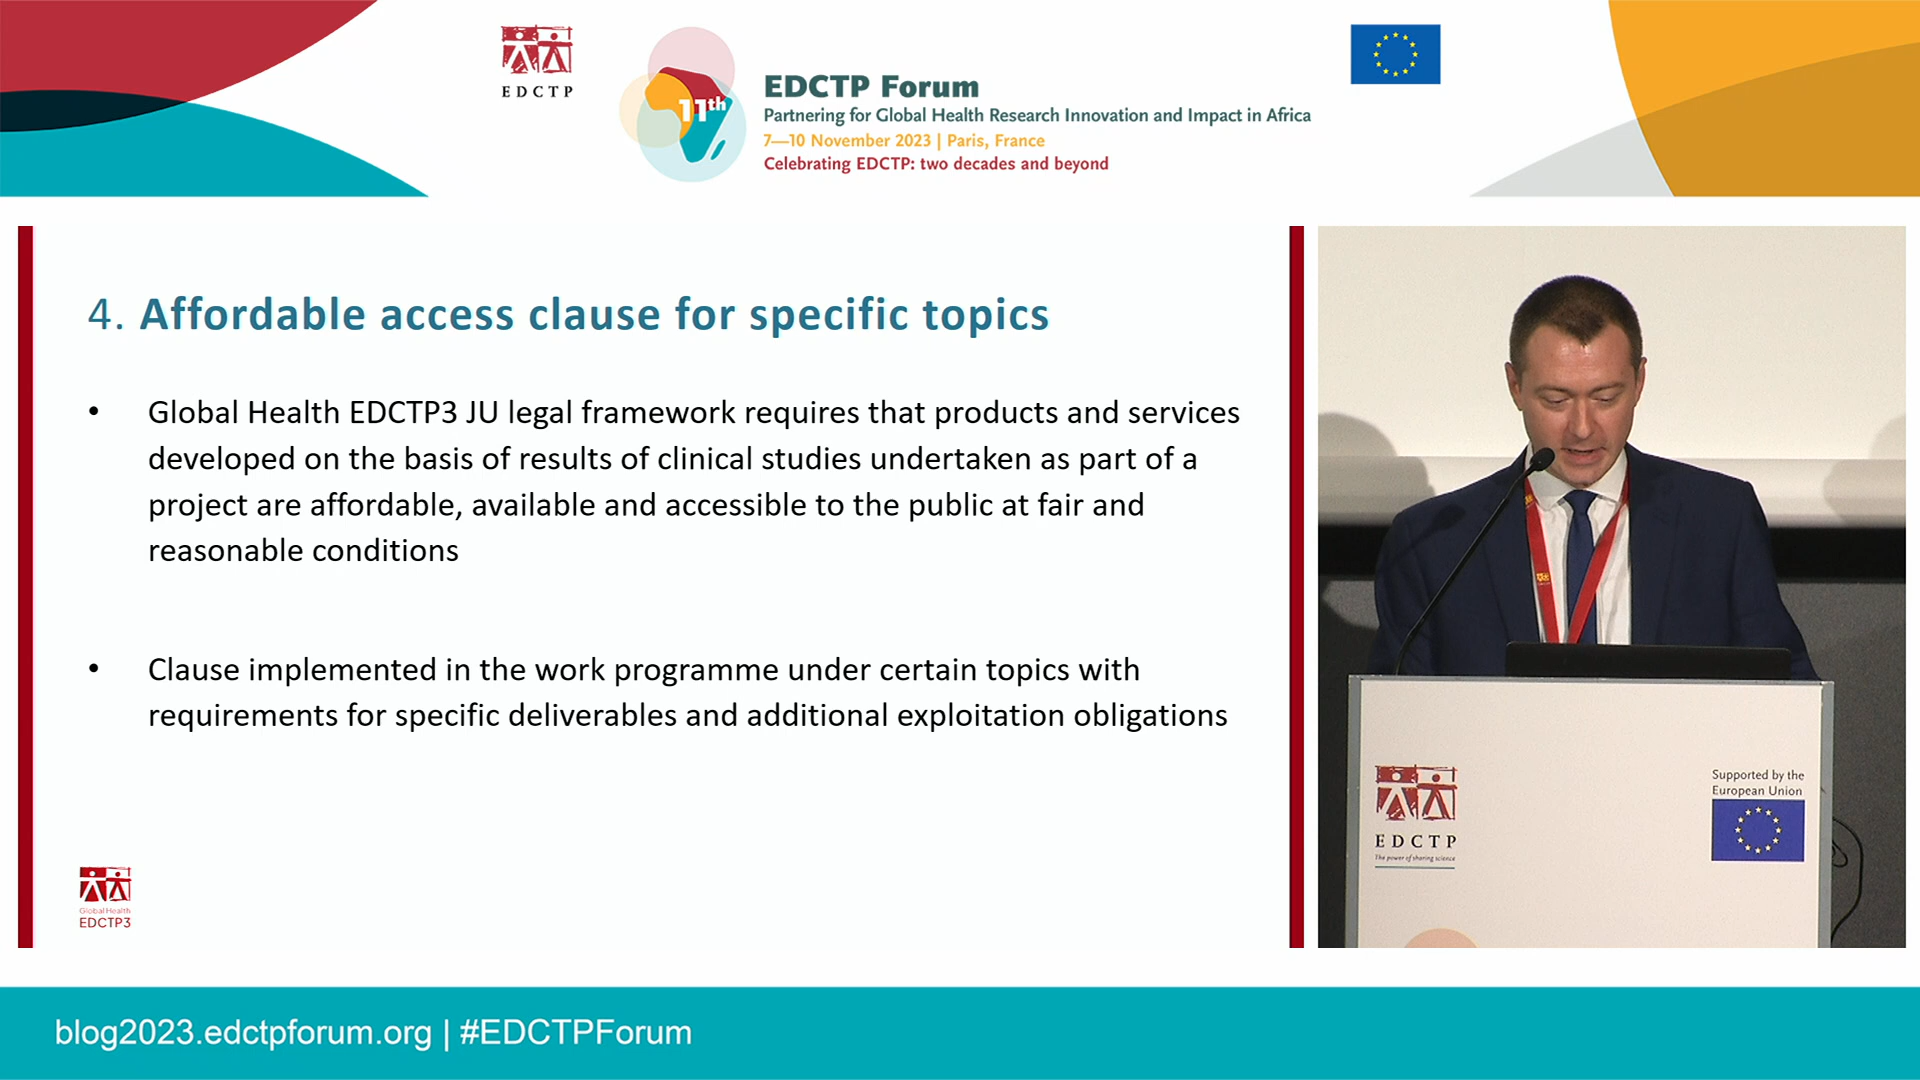 EDCTP
11th
EDCTP Forum
Partnering for Global Health Research Innovation and Impact in Africa
7—10 November 2023 | Paris, France
Celebrating EDCTP: two decades and beyond
4. Affordable access clause for specific topics
• Global Health EDCTP3 JU legal framework requires that products and services
developed on the basis of results of clinical studies undertaken as part of a
project are affordable, available and accessible to the public at fair and
reasonable conditions
• Clause implemented in the work programme under certain topics with
requirements for specific deliverables and additional exploitation obligations
Global Health
EDCTP3
EDCTP
The power of sharing science
Supported by the
European Union
blog2023.edctpforum.org | #EDCTPForum